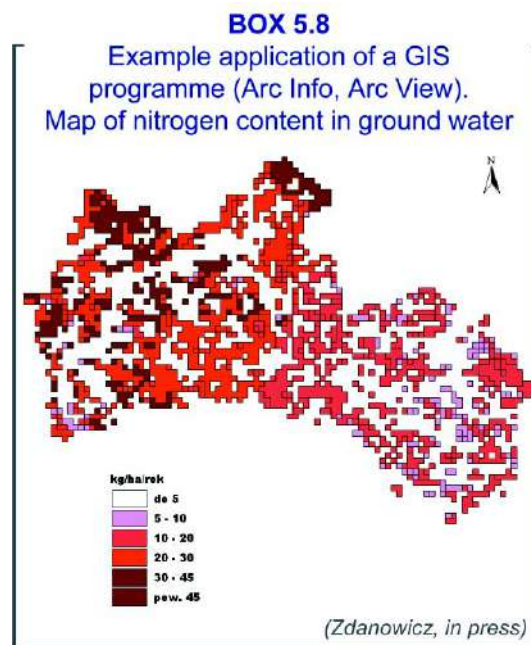 BOX 5.8
Example application of a GIS
programme (Arc Info, Arc View).
Map of nitrogen content in ground water
N
kg/ha/rok
do 5
5 - 10
10 - 20
20 - 30
30 - 45
pow. 45
(Zdanowicz, in press)